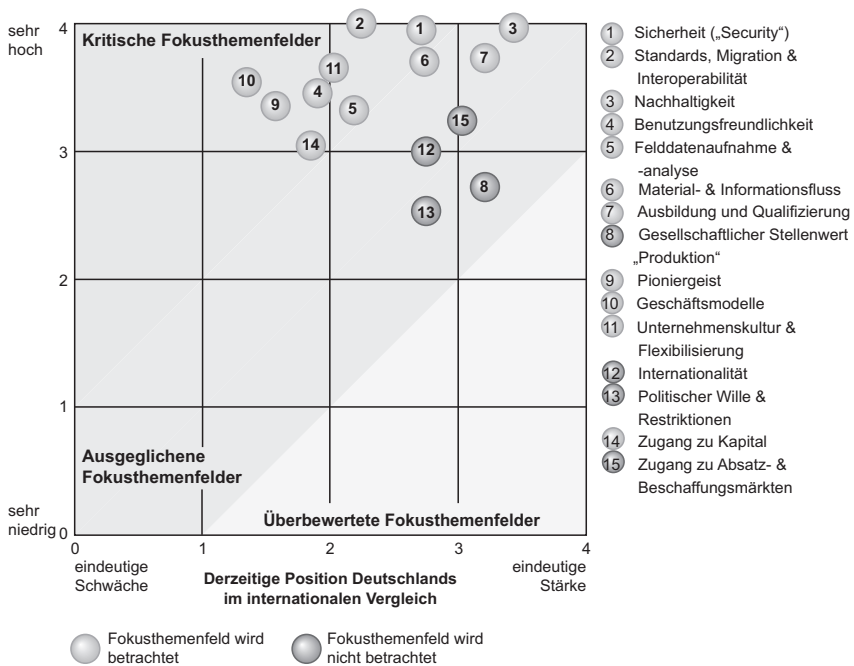 sehr
hoch
4
Kritische Fokusthemenfelder
2
1
3
11
6
7
10
4
9
5
15
14
12
3
8
13
2
1
Ausgeglichene
Fokusthemenfelder
Überbewertete Fokusthemenfelder
sehr
niedrig 0
0 1 2 3 4
eindeutige
Schwäche
Derzeitige Position Deutschlands
im internationalen Vergleich
eindeutige
Stärke
1 Sicherheit („Security“)
2 Standards, Migration &
Interoperabilität
3 Nachhaltigkeit
4 Benutzungsfreundlichkeit
5 Felddatenaufnahme &
-analyse
6 Material- & Informationsfluss
7 Ausbildung und Qualifizierung
8 Gesellschaftlicher Stellenwert
„Produktion“
9 Pioniergeist
10 Geschäftsmodelle
11 Unternehmenskultur &
Flexibilisierung
12 Internationalität
13 Politischer Wille &
Restriktionen
14 Zugang zu Kapital
15 Zugang zu Absatz- &
Beschaffungsmärkten
Fokusthemenfeld wird
betrachtet
Fokusthemenfeld wird
nicht betrachtet